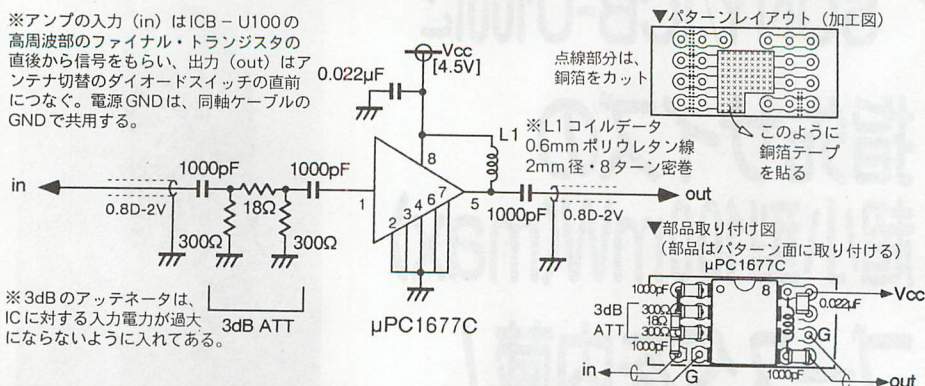 ※アンプの入力（in）はICB－U100の
高周波部のファイナル・トランジスタの
直後から信号をもらい、出力（out）は
アンテナ切替のダイオードスイッチの直前
につなぐ。電源GNDは、同軸ケーブルの
GNDで共用する。
Vcc
[4.5V]
0.022μF
L1
※L1コイルデータ
0.6mmポリウレタン線
2mm径・8ターン密巻
8
in
1000pF
1000pF
18Ω
0.8D-2V
300Ω
300Ω
1
2
3
4
6
7
5
1000pF
0.8D-2V
out
3dB ATT
μPC1677C
※3dBのアッテネータは、
ICに対する入力電力が過大
にならないように入れてある。
▼パターンレイアウト（加工図）
点線部分は、
銅箔をカット
このように
銅箔テープ
を貼る
▼部品取り付け図
（部品はパターン面に取り付ける）
μPC1677C
1000pF
8
0.022μF
Vcc
3dB
ATT
300Ω
18Ω
300Ω
1000pF
G
in
G
1000pF
out